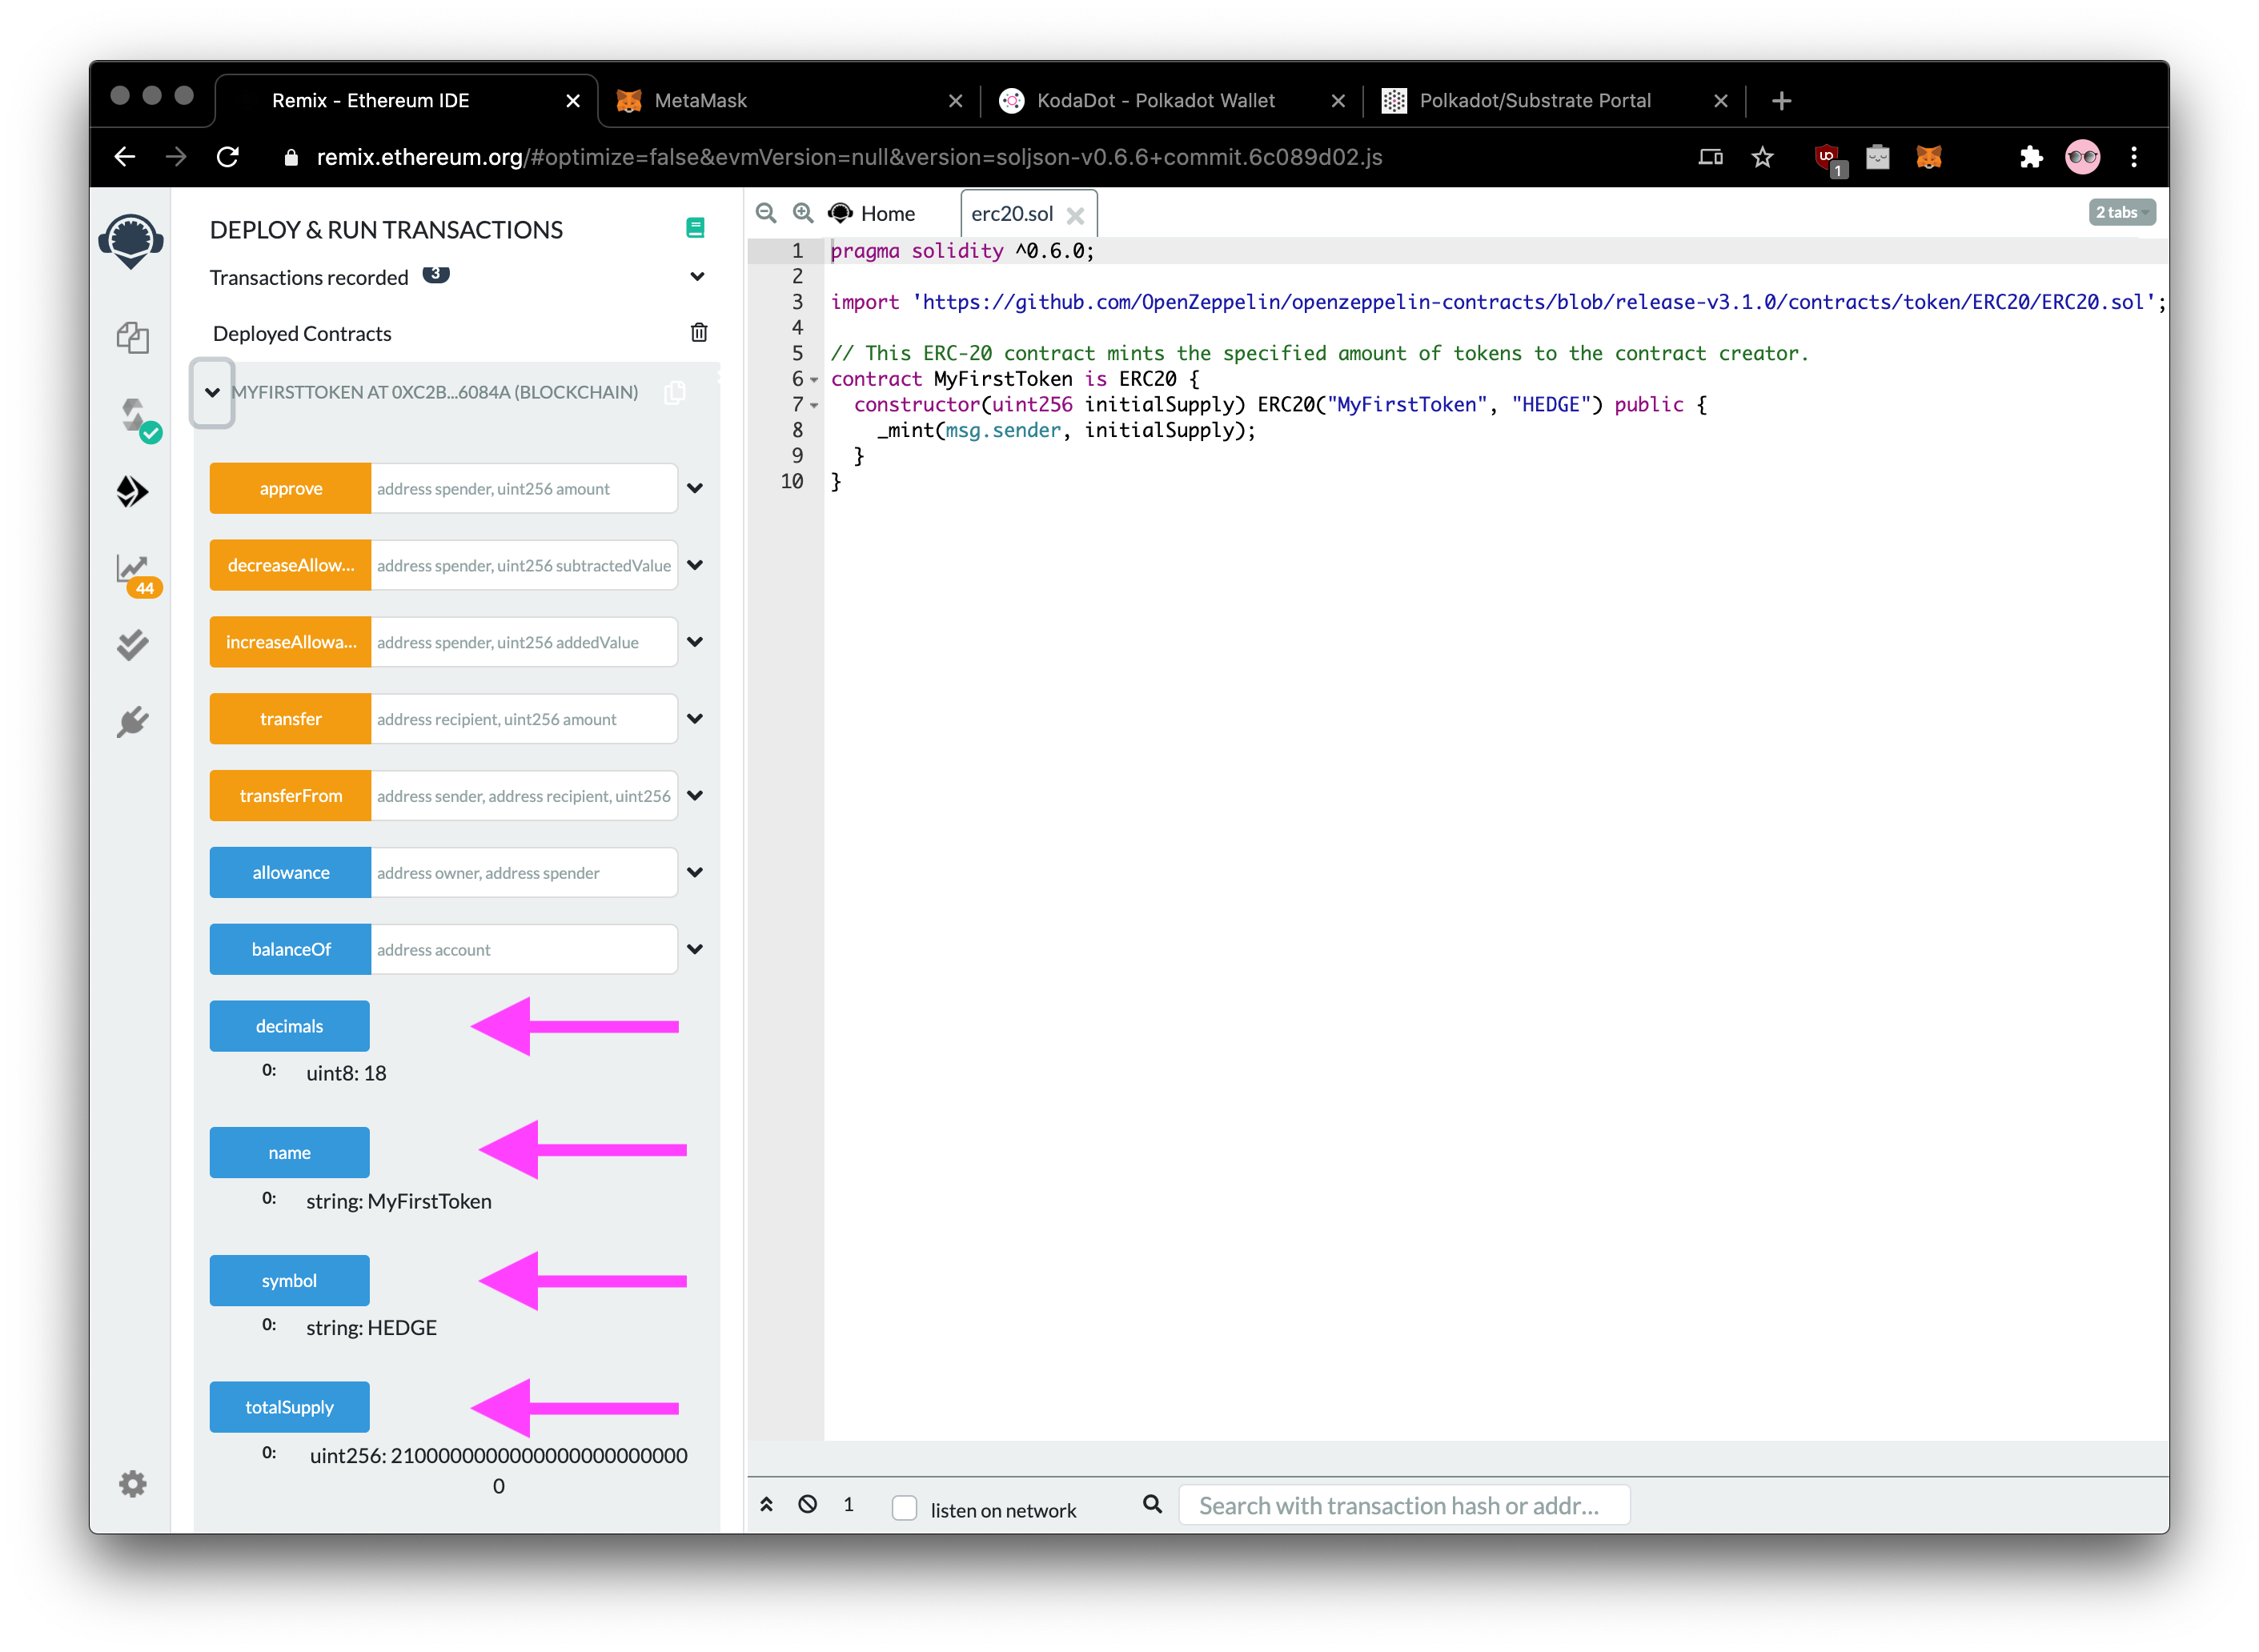 Remix - Ethereum IDE
MetaMask
KodaDot - Polkadot Wallet
Polkadot/Substrate Portal
remix.ethereum.org/#optimize=false&evmVersion=null&version=soljson-v0.6.6+commit.6c089d02.js
1
DEPLOY & RUN TRANSACTIONS
Transactions recorded 3
Deployed Contracts
MYFIRSTTOKEN AT 0XC2B...6084A (BLOCKCHAIN)
44
approve address spender, uint256 amount
decreaseAllow... address spender, uint256 subtractedValue
increaseAllowa... address spender, uint256 addedValue
transfer address recipient, uint256 amount
transferFrom address sender, address recipient, uint256
allowance address owner, address spender
balanceOf address account
decimals
0: uint8: 18
name
0: string: MyFirstToken
symbol
0: string: HEDGE
totalSupply
Home
erc20.sol
2 tabs
1 pragma solidity ^0.6.0;
2
3 import 'https://github.com/OpenZeppelin/openzeppelin-contracts/blob/release-v3.1.0/contracts/token/ERC20/ERC20.sol';
4
5 // This ERC-20 contract mints the specified amount of tokens to the contract creator.
6 contract MyFirstToken is ERC20 {
7 constructor(uint256 initialSupply) ERC20("MyFirstToken", "HEDGE") public {
8 _mint(msg.sender, initialSupply);
9 }
10 }
1
listen on network
Search with transaction hash or addr...